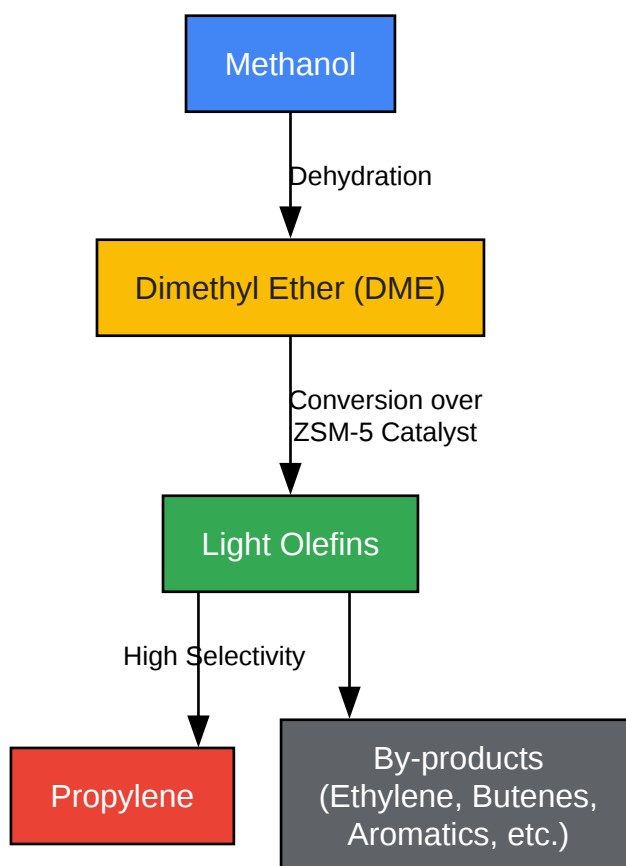 Methanol
Dehydration
Dimethyl Ether (DME)
Conversion over
ZSM-5 Catalyst
Light Olefins
High Selectivity
Propylene
By-products
(Ethylene, Butenes,
Aromatics, etc.)